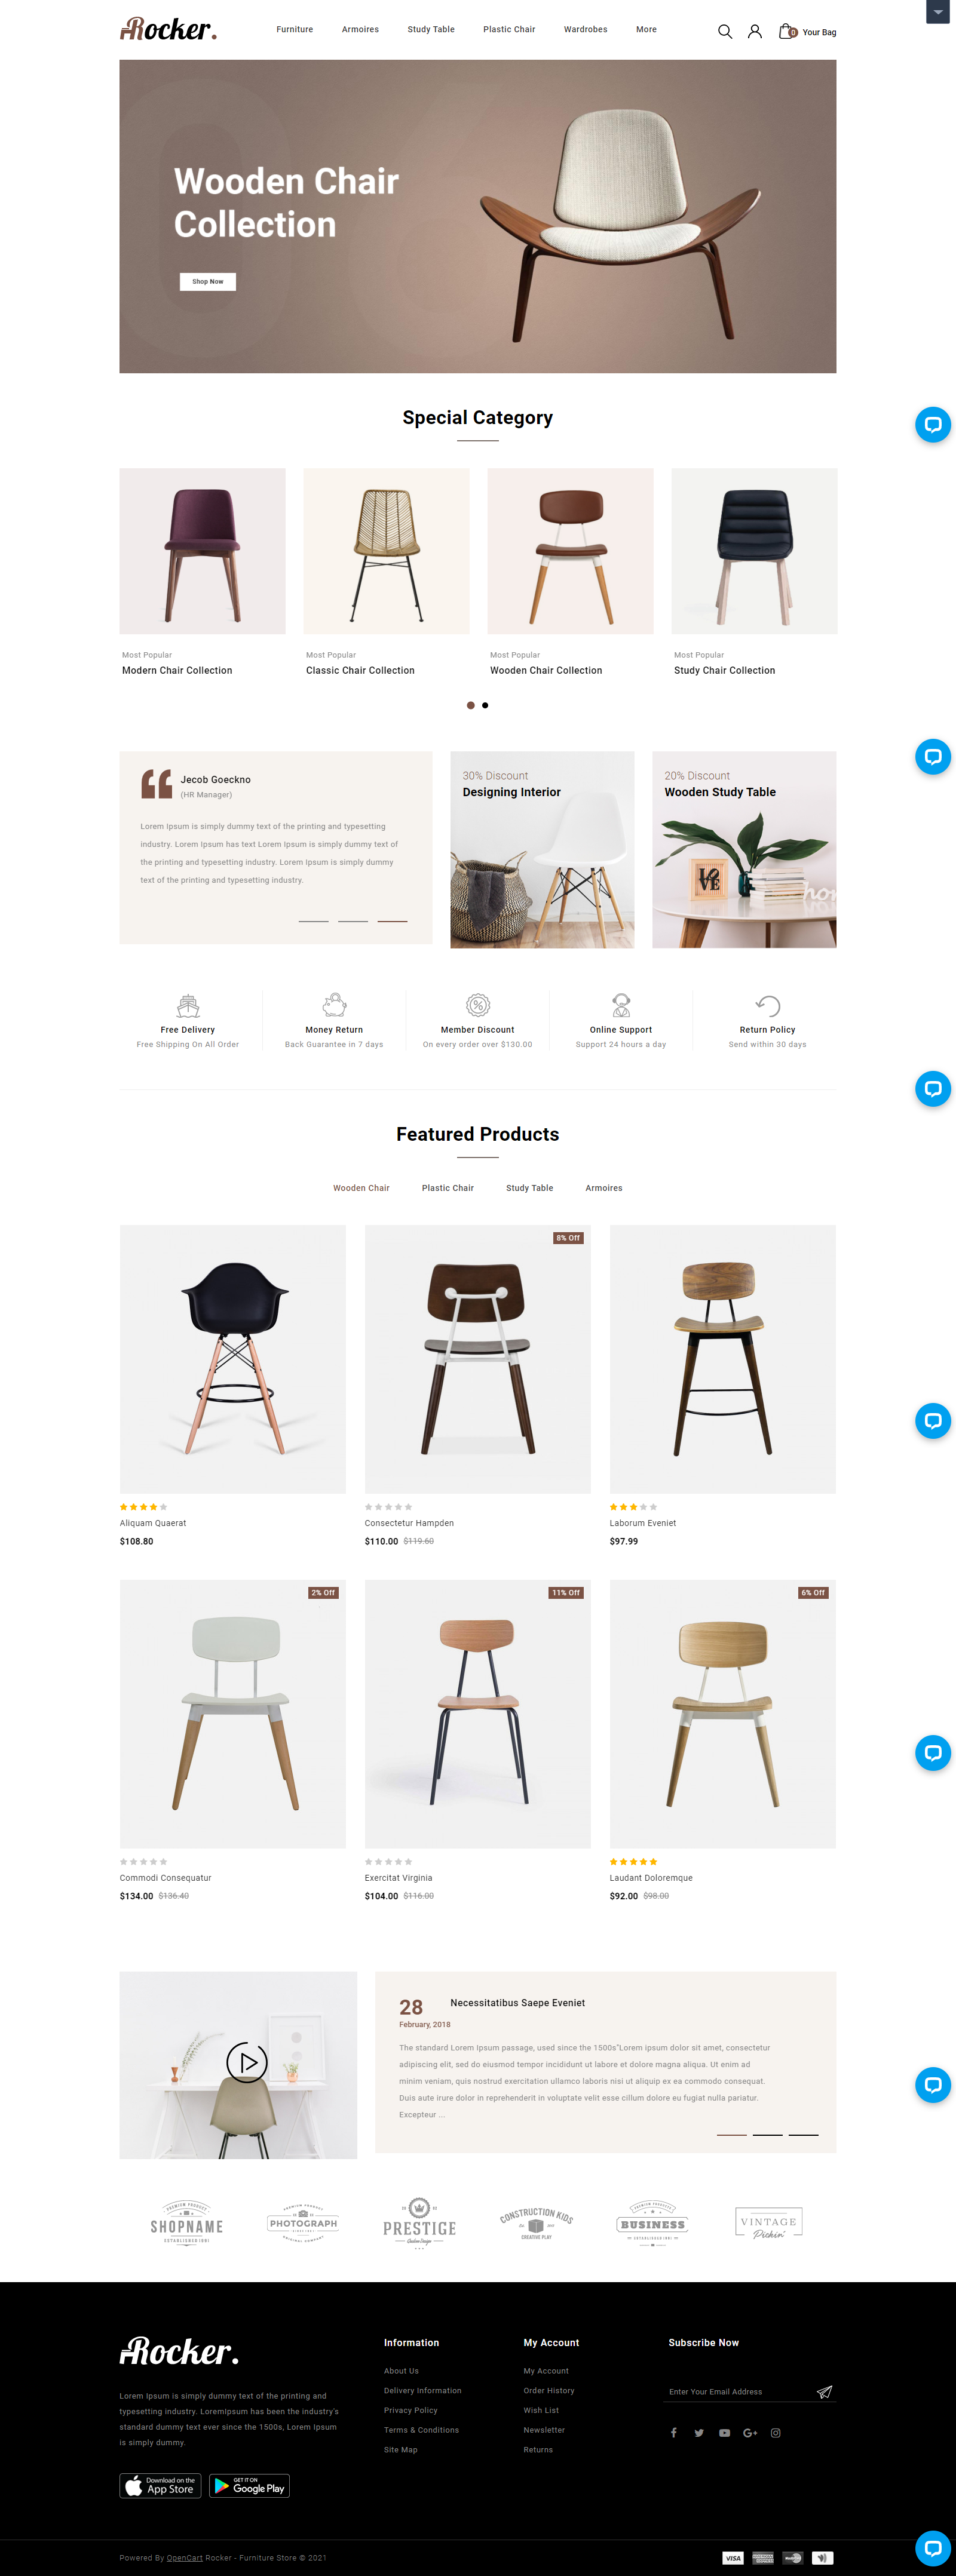 Rocker.
Furniture Armoires Study Table Plastic Chair Wardrobes More
0 Your Bag
Wooden Chair
Collection
Shop Now
Special Category
Most Popular
Modern Chair Collection
Most Popular
Classic Chair Collection
Most Popular
Wooden Chair Collection
Most Popular
Study Chair Collection
Jecob Goeckno
(HR Manager)
Lorem Ipsum is simply dummy text of the printing and typesetting
industry. Lorem Ipsum has text Lorem Ipsum is simply dummy text of
the printing and typesetting industry. Lorem Ipsum is simply dummy
text of the printing and typesetting industry.
30% Discount
Designing Interior
20% Discount
Wooden Study Table
LOVE
hom
Free Delivery
Free Shipping On All Order
Money Return
Back Guarantee in 7 days
Member Discount
On every order over $130.00
Online Support
Support 24 hours a day
Return Policy
Send within 30 days
Featured Products
Wooden Chair Plastic Chair Study Table Armoires
Aliquam Quaerat
$108.80
8% Off
Consectetur Hampden
$110.00 $119.60
Laborum Eveniet
$97.99
2% Off
Commodi Consequatur
$134.00 $136.40
11% Off
Exercitat Virginia
$104.00 $116.00
6% Off
Laudant Doloremque
$92.00 $98.00
28
February, 2018
Necessitatibus Saepe Eveniet
The standard Lorem Ipsum passage, used since the 1500s"Lorem ipsum dolor sit amet, consectetur
adipiscing elit, sed do eiusmod tempor incididunt ut labore et dolore magna aliqua. Ut enim ad
minim veniam, quis nostrud exercitation ullamco laboris nisi ut aliquip ex ea commodo consequat.
Duis aute irure dolor in reprehenderit in voluptate velit esse cillum dolore eu fugiat nulla pariatur.
Excepteur ...
PREMIUM PRODUCT
SHOPNAME
ESTABLISHED 1991
PREMIUM PRODUCT
PHOTOGRAPH
ORIGINAL COMPANY
PRESTIGE
CONSTRUCTION KIDS
CREATIVE PLAY
PREMIUM PRODUCT
BUSINESS
VINTAGE
Pickin'
Rocker.
Lorem Ipsum is simply dummy text of the printing and
typesetting industry. LoremIpsum has been the industry's
standard dummy text ever since the 1500s, Lorem Ipsum
is simply dummy.
Download on the
App Store
GET IT ON
Google Play
Information
About Us
Delivery Information
Privacy Policy
Terms & Conditions
Site Map
My Account
My Account
Order History
Wish List
Newsletter
Returns
Subscribe Now
Enter Your Email Address
Powered By OpenCart Rocker - Furniture Store © 2021
VISA